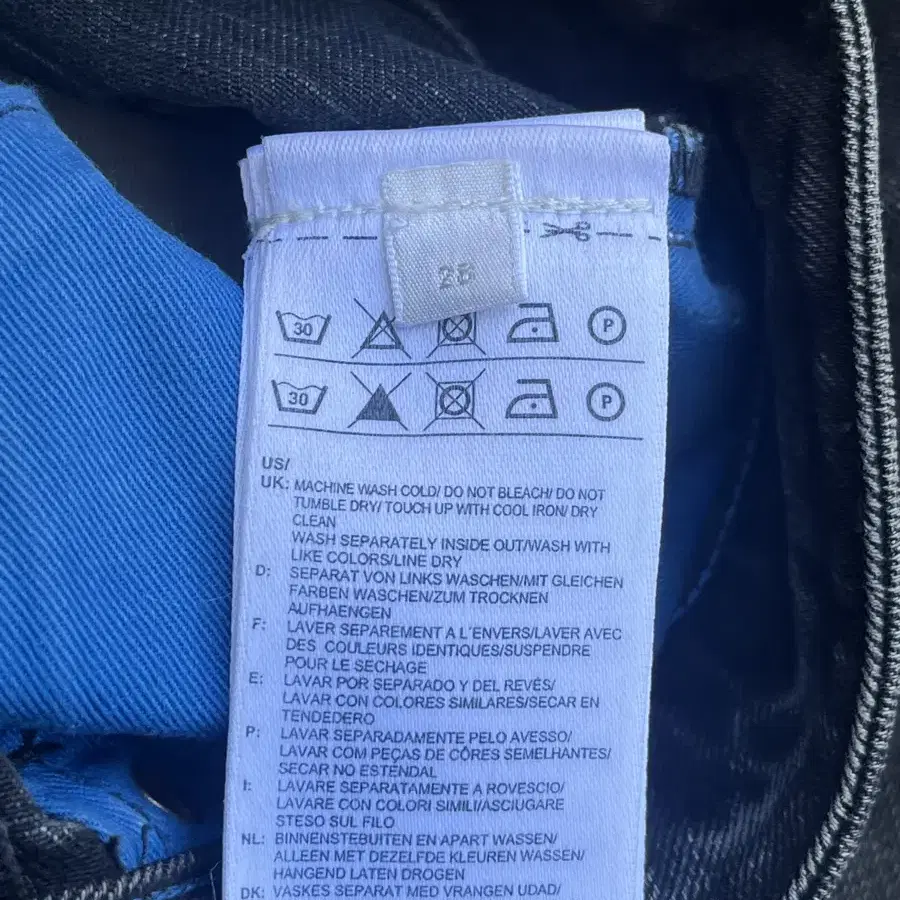 26
30
P
30
P
US/
UK: MACHINE WASH COLD/ DO NOT BLEACH/ DO NOT
TUMBLE DRY/ TOUCH UP WITH COOL IRON/ DRY
CLEAN
WASH SEPARATELY INSIDE OUT/WASH WITH
LIKE COLORS/LINE DRY
D: SEPARAT VON LINKS WASCHEN/MIT GLEICHEN
FARBEN WASCHEN/ZUM TROCKNEN
AUFHAENGEN
F: LAVER SEPAREMENT A L'ENVERS/LAVER AVEC
DES COULEURS IDENTIQUES/SUSPENDRE
POUR LE SECHAGE
E: LAVAR POR SEPARADO Y DEL REVÉS/
LAVAR CON COLORES SIMILARES/SECAR EN
TENDEDERO
P: LAVAR SEPARADAMENTE PELO AVESSO/
LAVAR COM PEÇAS DE CÔRES SEMELHANTES/
SECAR NO ESTENDAL
I: LAVARE SEPARATAMENTE A ROVESCIO/
LAVARE CON COLORI SIMILI/ASCIUGARE
STESO SUL FILO
NL: BINNENSTEBUITEN EN APART WASSEN/
ALLEEN MET DEZELFDE KLEUREN WASSEN/
HANGEND LATEN DROGEN
DK: VASKES SEPARAT MED VRANGEN UDAD/